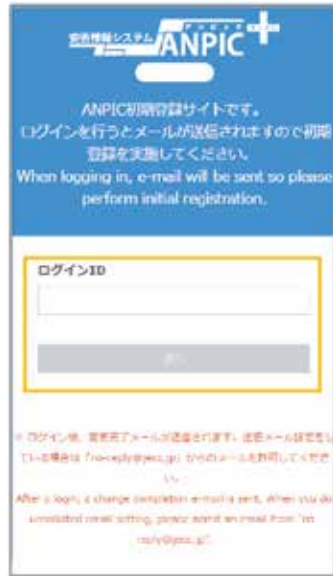 安否情報システム ANPIC+
ANPIC初期登録サイトです。
ログインを行うとメールが送信されますので初期
登録を実施してください。
When logging in, e-mail will be sent so please
perform initial registration.
ログインID
次へ
※ ログイン後、変更完了メールが送信されます。迷惑メール設定をし
ている場合は「no-reply@jecc.jp」からのメールを許可してくださ
い。
After a login, a change completion e-mail is sent. When you do
unsolicited email setting, please admit an email from "no-
reply@jecc.jp".